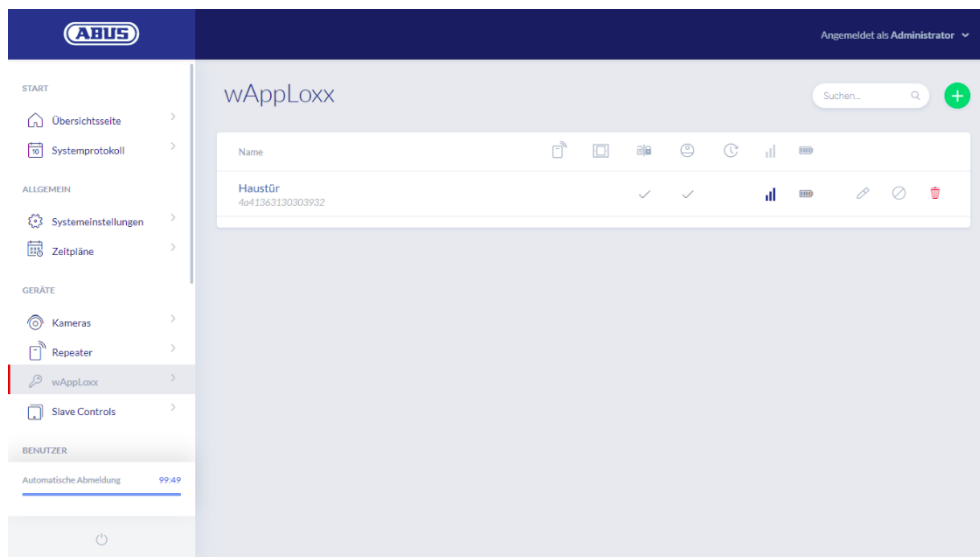 ABUS
Angemeldet als Administrator
START
Übersichtsseite
Systemprotokoll
ALLGEMEIN
Systemeinstellungen
Zeitpläne
GERÄTE
Kameras
Repeater
wAppLoxx
Slave Controls
BENUTZER
Automatische Abmeldung 99:49
wAppLoxx
Suchen...
Name
Haustür
4a41363130303932